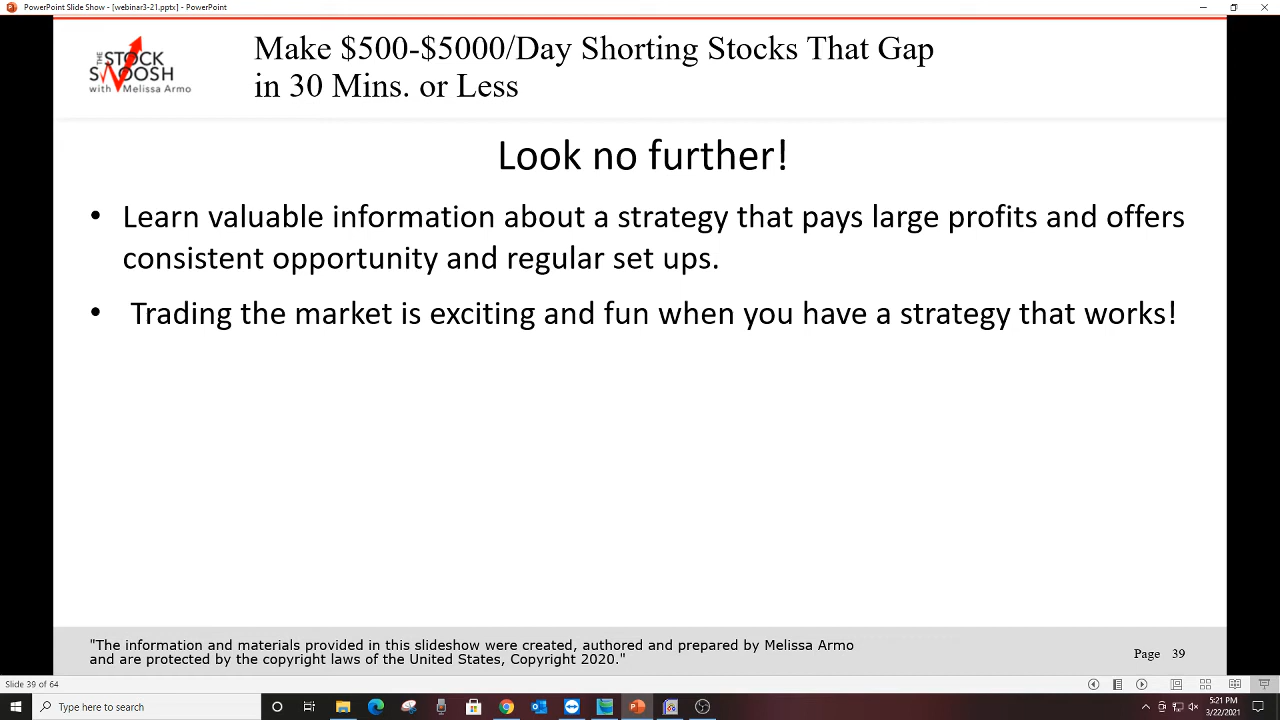 PowerPoint Slide Show - [webinar3-21.pptx] - PowerPoint
THE STOCK
SWOOSH
with Melissa Armo
Make $500-$5000/Day Shorting Stocks That Gap
in 30 Mins. or Less
Look no further!
• Learn valuable information about a strategy that pays large profits and offers
consistent opportunity and regular set ups.
• Trading the market is exciting and fun when you have a strategy that works!
"The information and materials provided in this slideshow were created, authored and prepared by Melissa Armo
and are protected by the copyright laws of the United States, Copyright 2020."
Page 39
Slide 39 of 64
Type here to search
5:21 PM
3/22/2021